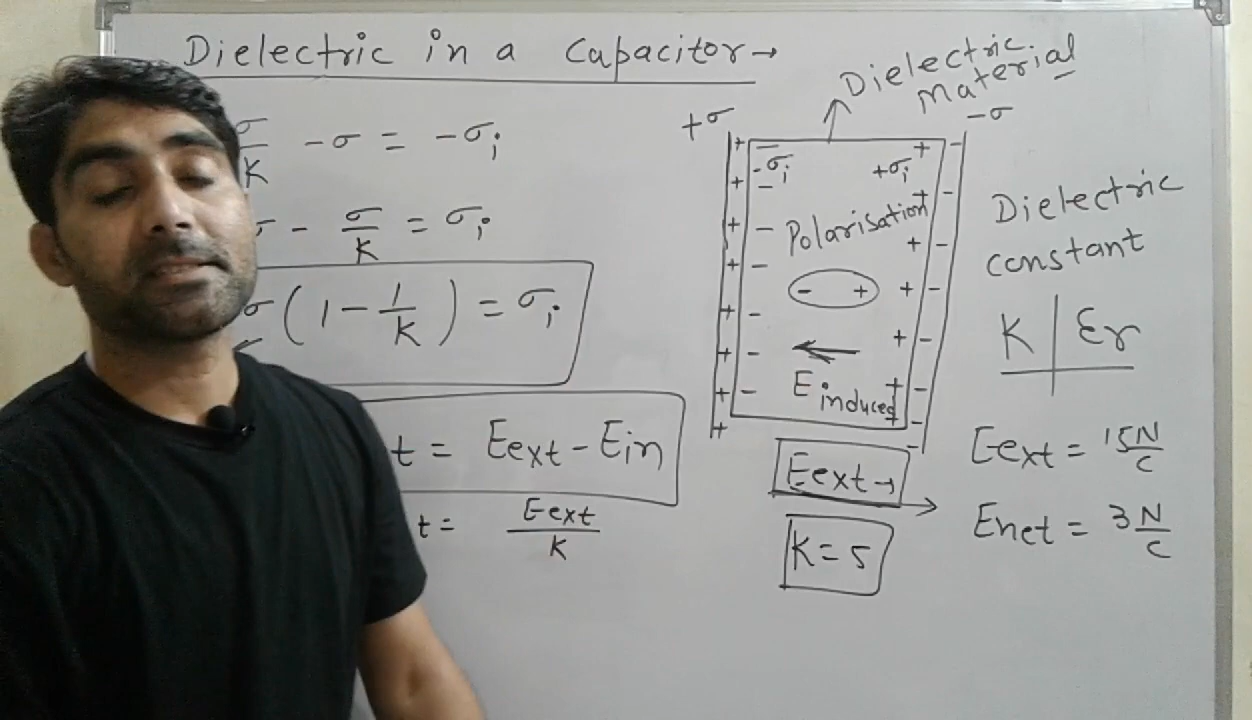 Dielectric in a Capacitor→
σ/K - σ = -σi
- σ/K = σi
σ(1 - 1/K) = σi
t = Eext - Ein
t = Eext/K
Dielectric
material
+σ
-σ
-σi
+σi
Polarisation
- +
E induced
Eext→
K = 5
Dielectric
constant
K | Er
Eext = 15 N/C
Enet = 3 N/C